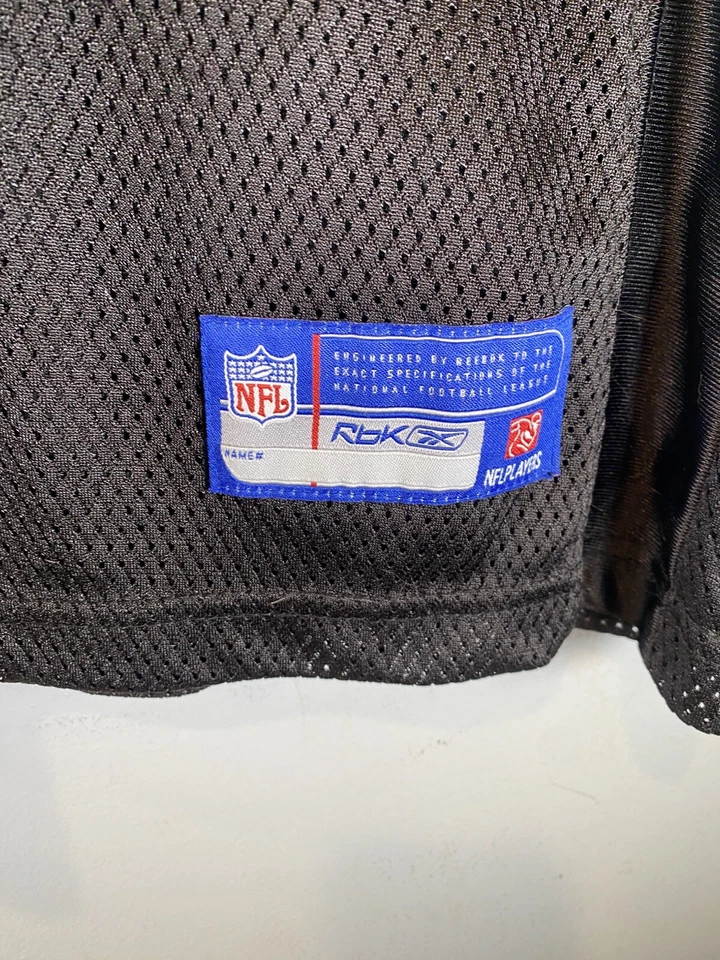 NFL
ENGINEERED BY REEBOK TO THE
EXACT SPECIFICATIONS OF THE
NATIONAL FOOTBALL LEAGUE
RbK
NAME#
NFLPLAYERS